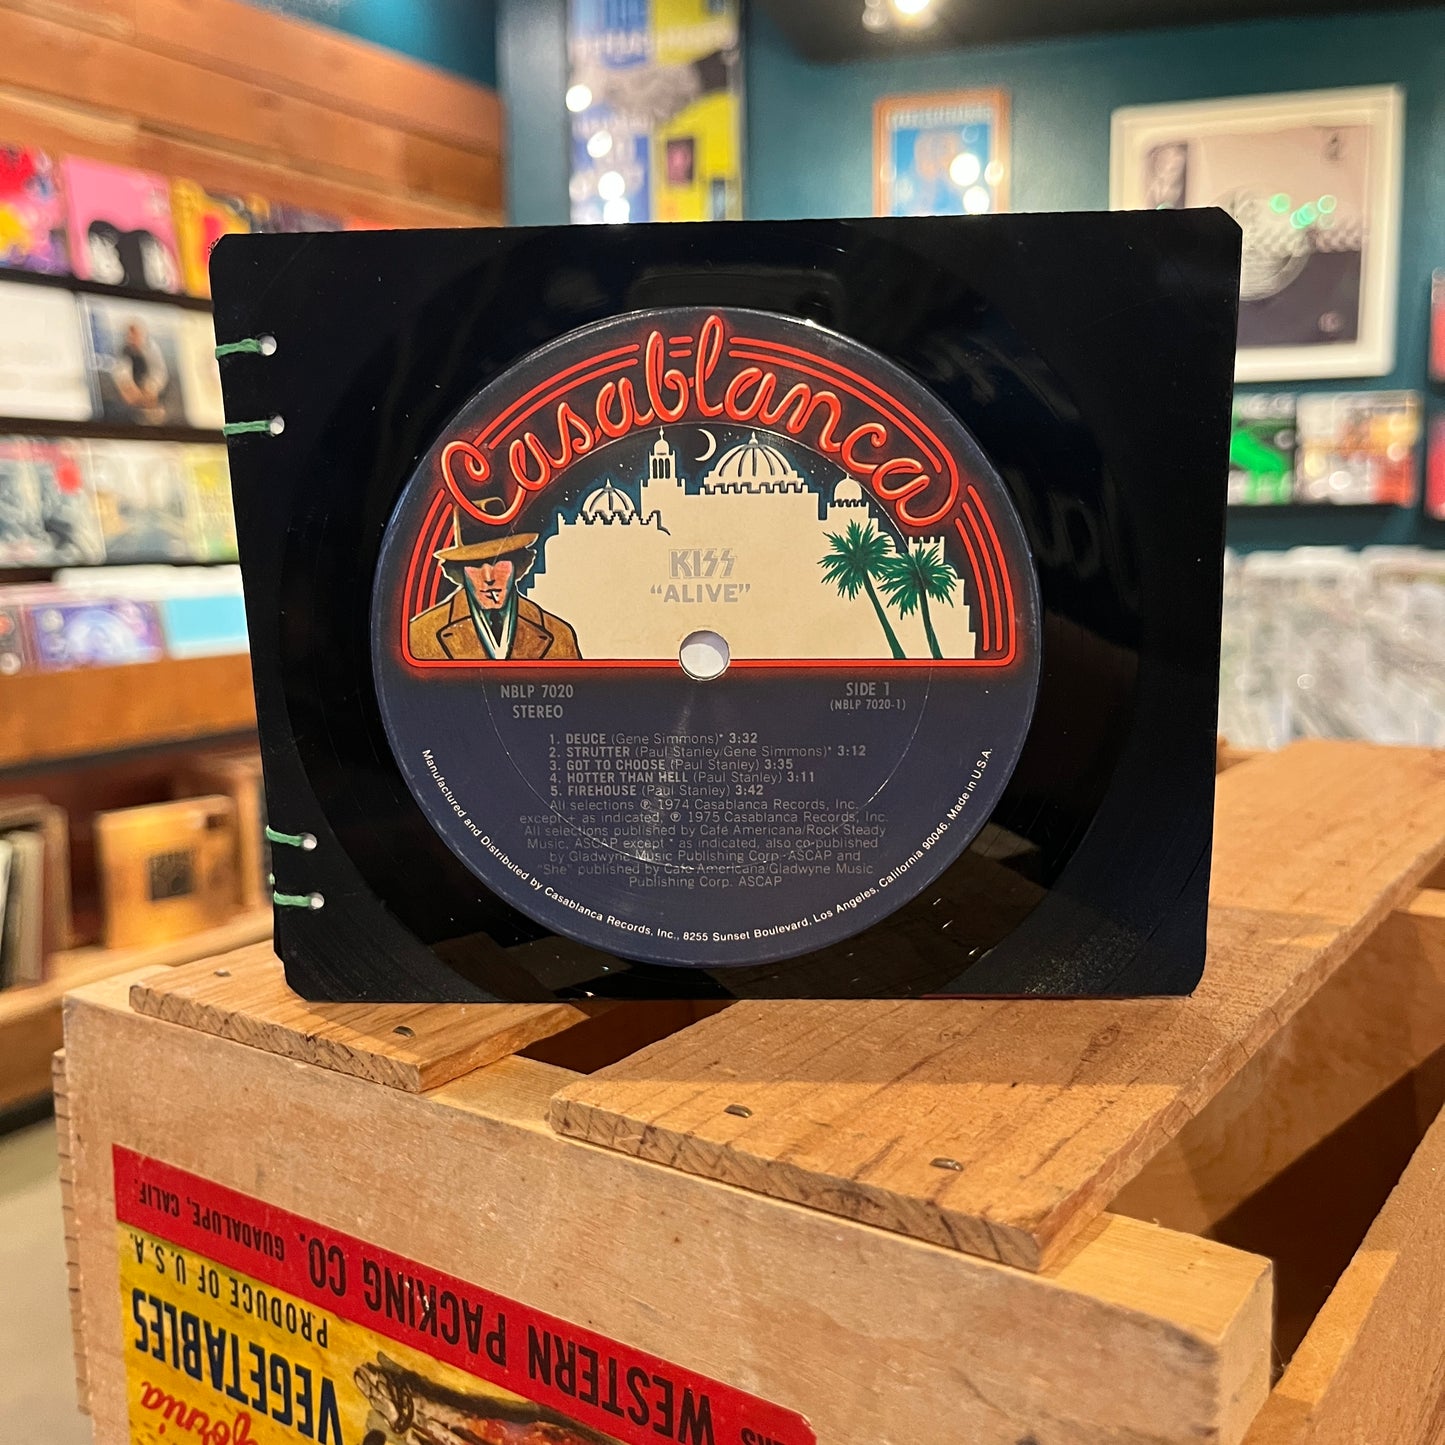 Casablanca
KISS
“ALIVE”
NBLP 7020
STEREO
SIDE 1
(NBLP 7020-1)
1. DEUCE (Gene Simmons)* 3:32
2. STRUTTER (Paul Stanley/Gene Simmons)* 3:12
3. GOT TO CHOOSE (Paul Stanley) 3:35
4. HOTTER THAN HELL (Paul Stanley) 3:11
5. FIREHOUSE (Paul Stanley) 3:42
All selections ℗ 1974 Casablanca Records, Inc.
except + as indicated, ℗ 1975 Casablanca Records, Inc.
All selections published by Café Americana/Rock Steady
Music, ASCAP except * as indicated, also co-published
by Gladwyne Music Publishing Corp-ASCAP and
"She" published by Cafe Americana/Gladwyne Music
Publishing Corp. ASCAP
Manufactured and Distributed by Casablanca Records, Inc., 8255 Sunset Boulevard, Los Angeles, California 90046. Made in U.S.A.
WESTERN PACKING CO. GUADALUPE, CALIF.
PRODUCE OF U.S.A.
VEGETABLES